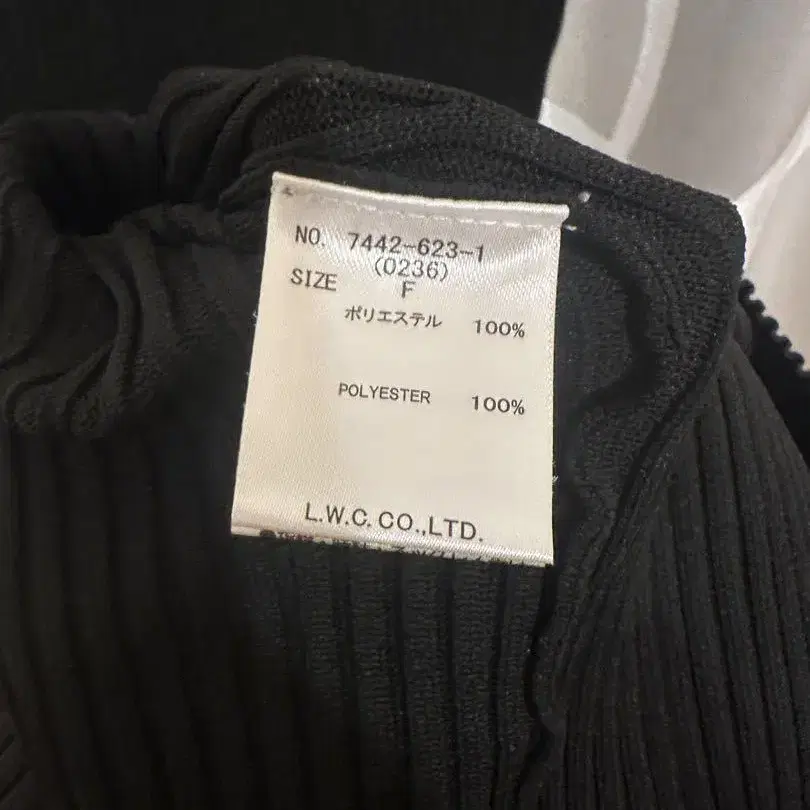 NO. 7442-623-1
(0236)
SIZE F
ポリエステル 100%
POLYESTER 100%
L.W.C. CO.,LTD.